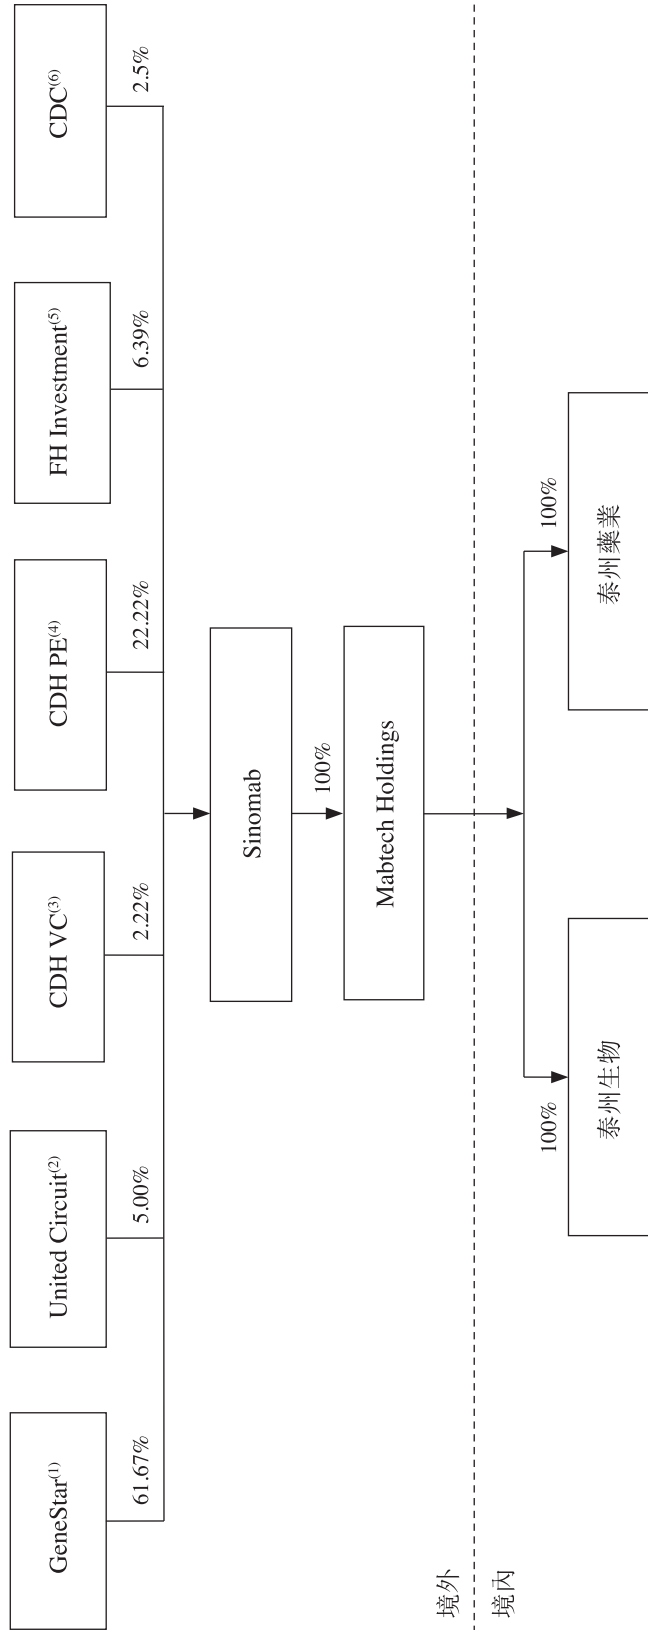 GeneStar(1)
United Circuit(2)
CDH VC(3)
CDH PE(4)
FH Investment(5)
CDC(6)
61.67%
5.00%
2.22%
22.22%
6.39%
2.5%
Sinomab
100%
Mabtech Holdings
境外
境內
100%
100%
泰州生物
泰州藥業